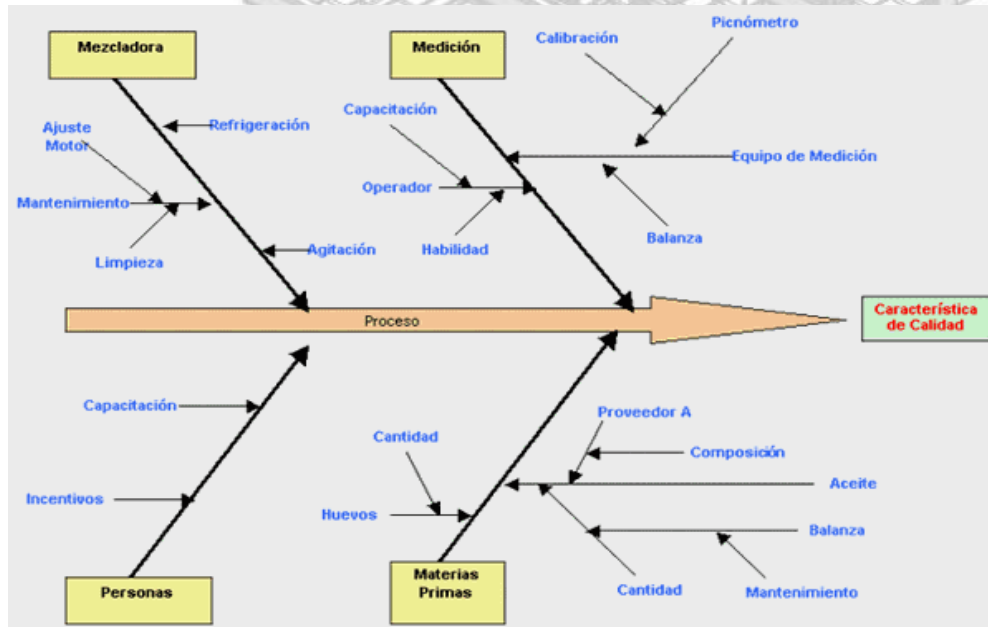 Mezcladora
Refrigeración
Ajuste
Motor
Mantenimiento
Limpieza
Agitación
Medición
Picnómetro
Calibración
Capacitación
Equipo de Medición
Operador
Habilidad
Balanza
Proceso
Característica
de Calidad
Capacitación
Incentivos
Personas
Proveedor A
Cantidad
Composición
Aceite
Huevos
Balanza
Cantidad
Mantenimiento
Materias
Primas